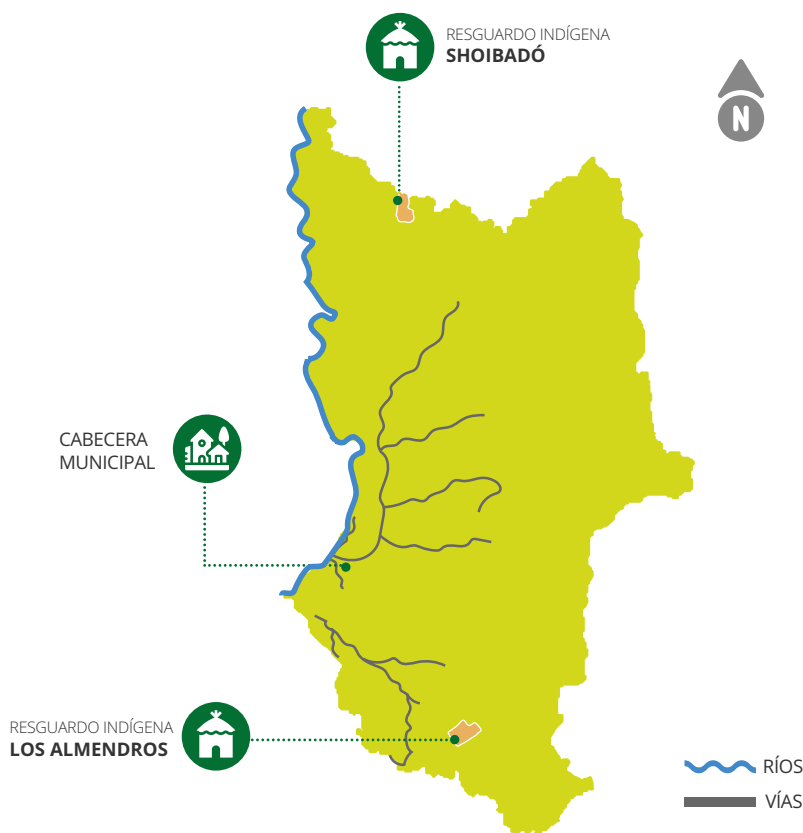 RESGUARDO INDÍGENA
SHOIBADÓ
N
CABECERA
MUNICIPAL
RESGUARDO INDÍGENA
LOS ALMENDROS
RÍOS
VÍAS